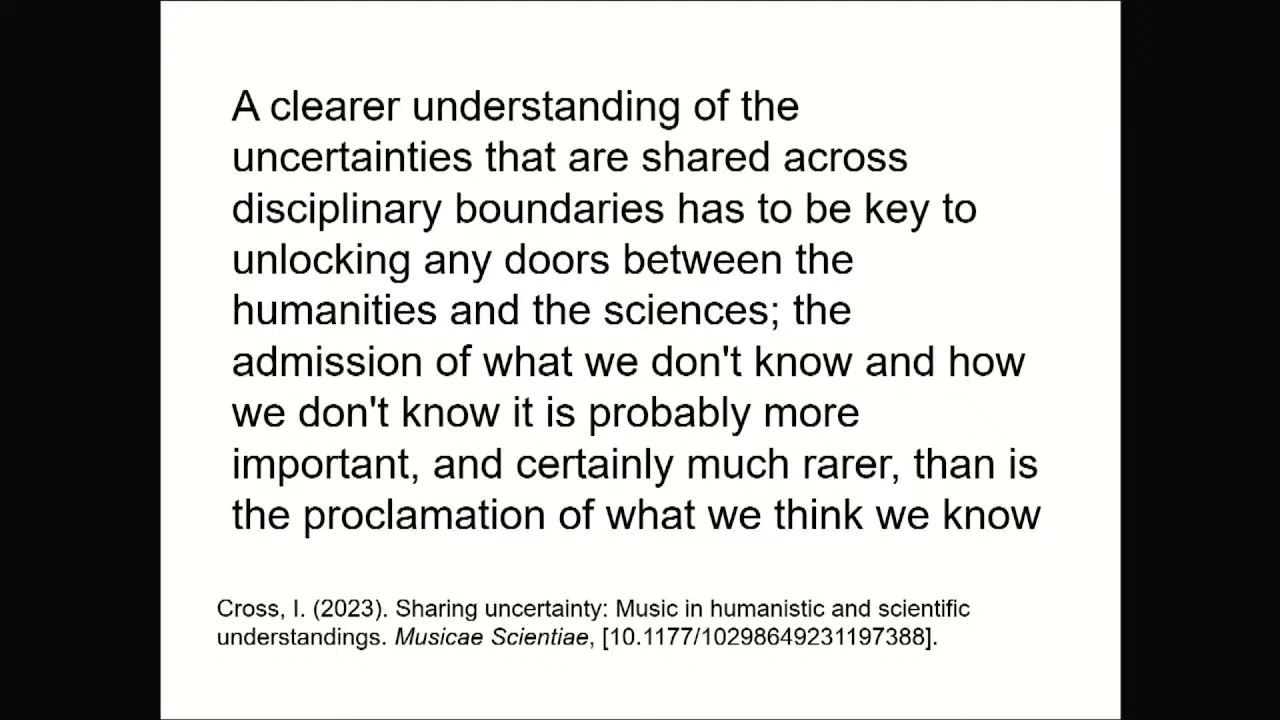 A clearer understanding of the
uncertainties that are shared across
disciplinary boundaries has to be key to
unlocking any doors between the
humanities and the sciences; the
admission of what we don't know and how
we don't know it is probably more
important, and certainly much rarer, than is
the proclamation of what we think we know
Cross, I. (2023). Sharing uncertainty: Music in humanistic and scientific
understandings. Musicae Scientiae, [10.1177/10298649231197388].